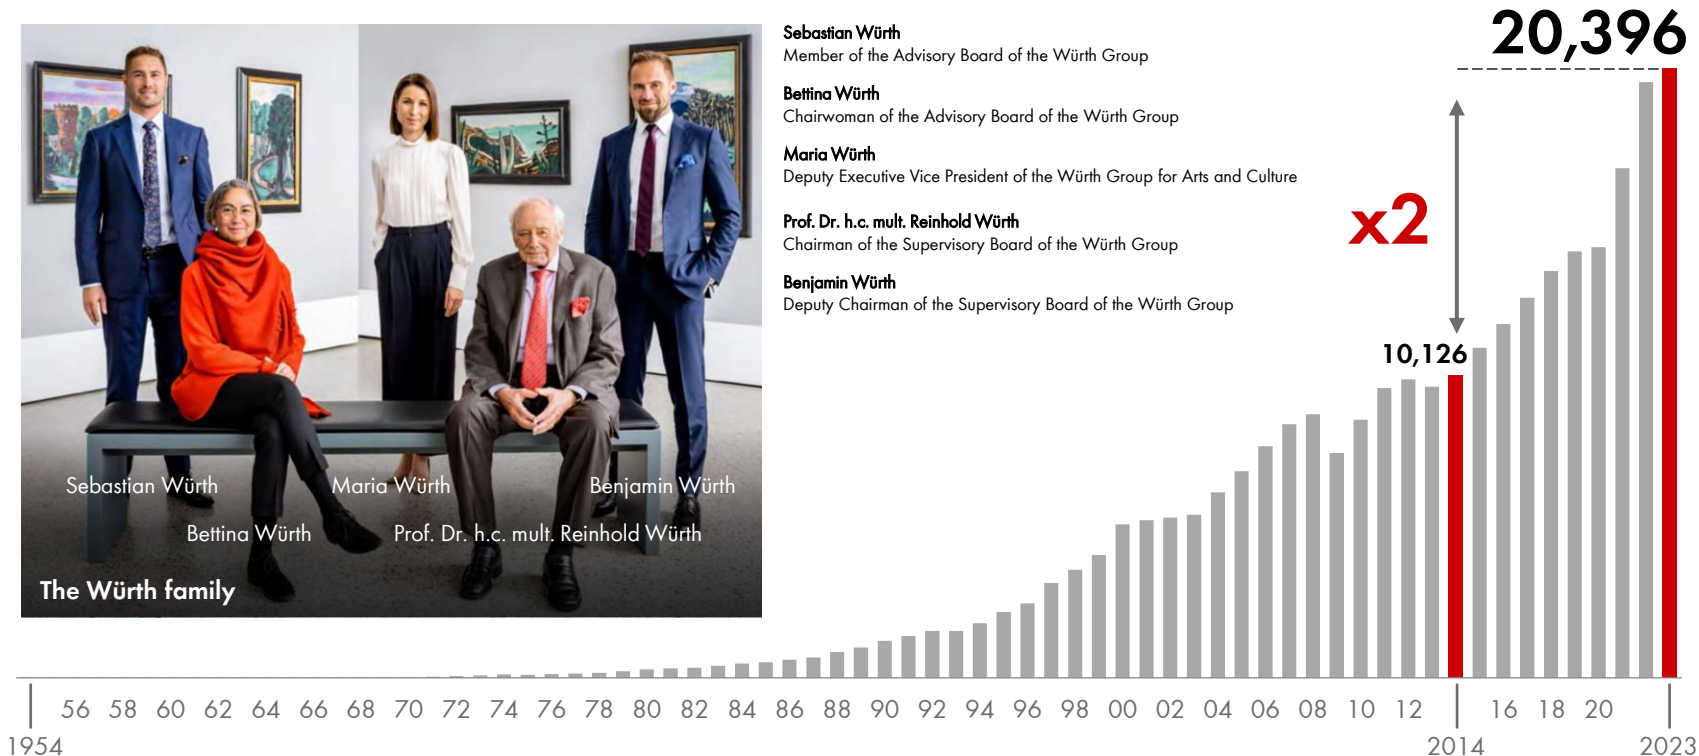 Sebastian Würth
Member of the Advisory Board of the Würth Group
Bettina Würth
Chairwoman of the Advisory Board of the Würth Group
Maria Würth
Deputy Executive Vice President of the Würth Group for Arts and Culture
Prof. Dr. h.c. mult. Reinhold Würth
Chairman of the Supervisory Board of the Würth Group
Benjamin Würth
Deputy Chairman of the Supervisory Board of the Würth Group
20,396
x2
10,126
Sebastian Würth Maria Würth Benjamin Würth
Bettina Würth Prof. Dr. h.c. mult. Reinhold Würth
The Würth family
56 58 60 62 64 66 68 70 72 74 76 78 80 82 84 86 88 90 92 94 96 98 00 02 04 06 08 10 12 16 18 20
1954 2014 2023